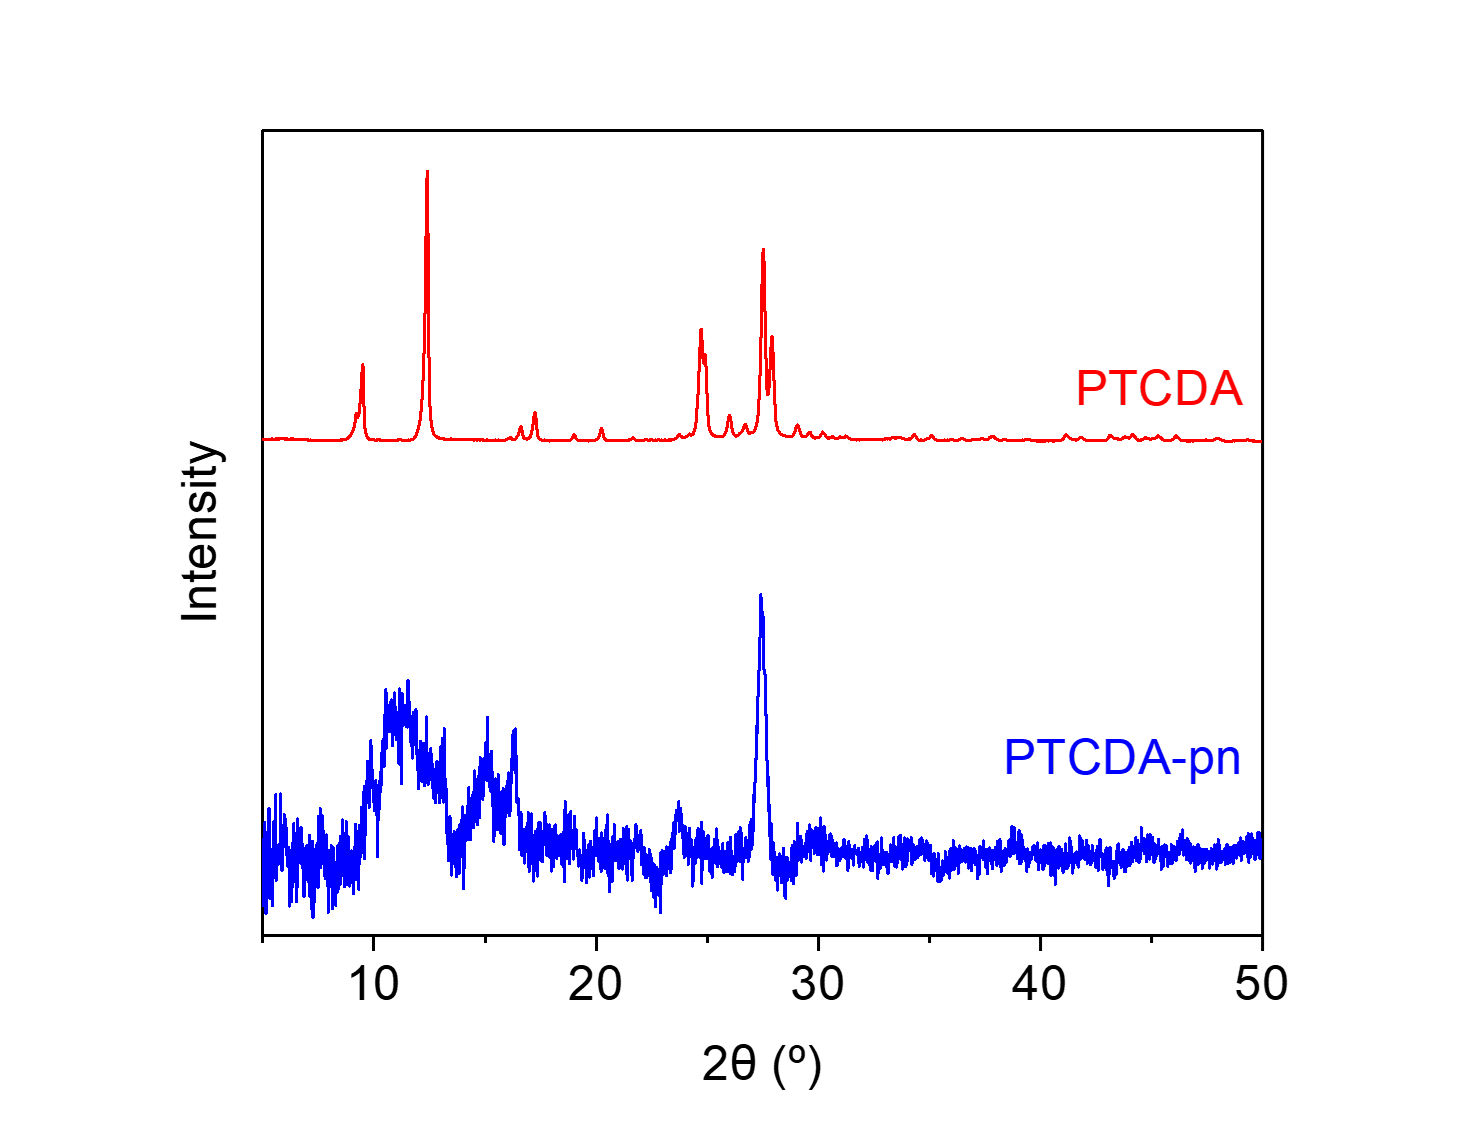 PTCDA
Intensity
PTCDA-pn
10 20 30 40 50
2θ (º)